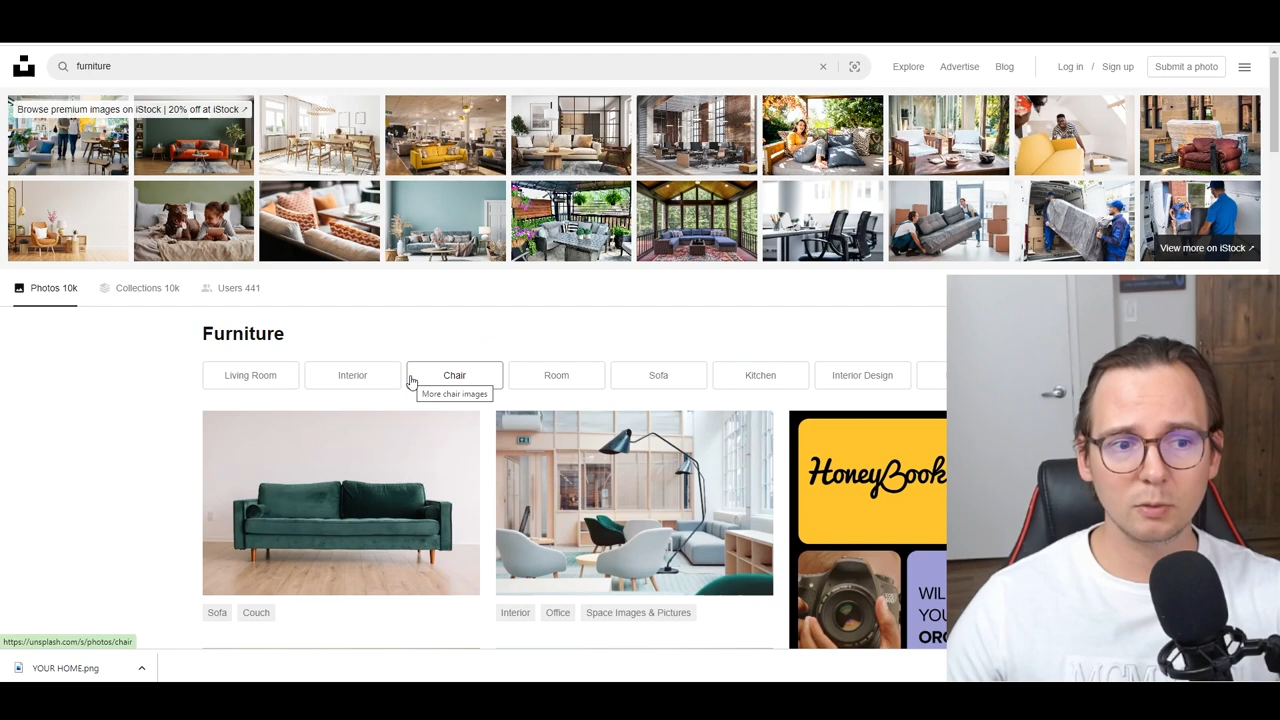 furniture
Explore
Advertise
Blog
Log in / Sign up
Submit a photo
Browse premium images on iStock | 20% off at iStock ↗
View more on iStock ↗
Photos 10k
Collections 10k
Users 441
Furniture
Living Room
Interior
Chair
Room
Sofa
Kitchen
Interior Design
More chair images
HoneyBook
WIL
YOU
ORG
Sofa
Couch
Interior
Office
Space Images & Pictures
https://unsplash.com/s/photos/chair
YOUR HOME.png